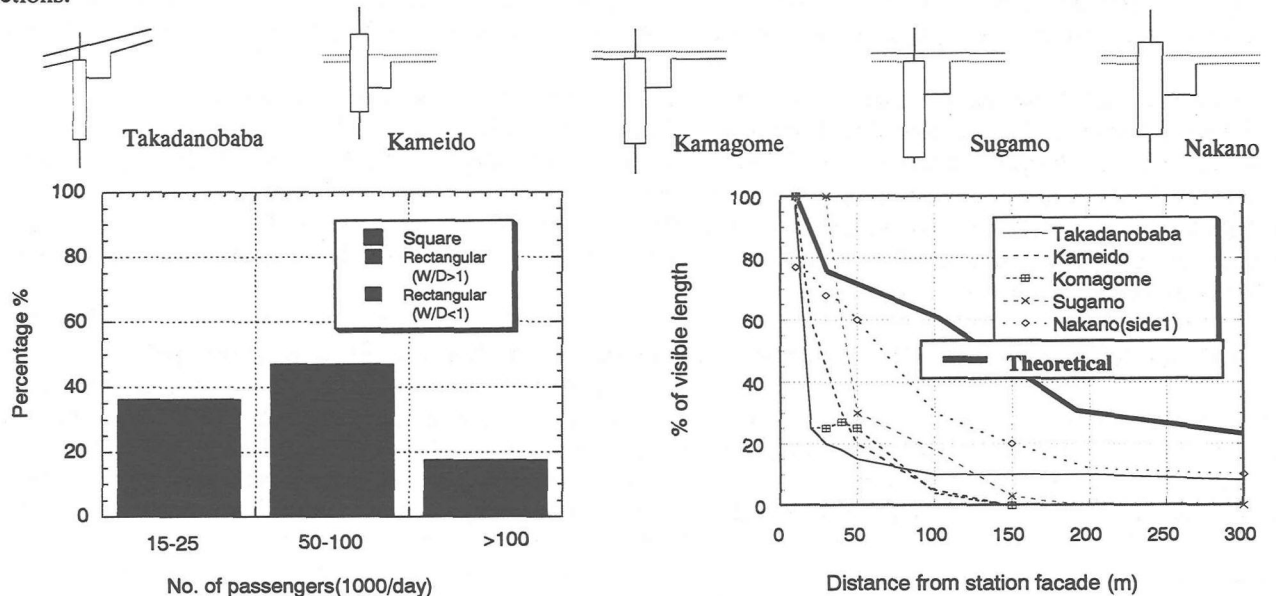 ctions.
Takadanobaba
Kameido
Kamagome
Sugamo
Nakano
100
80
60
40
20
0
Percentage %
Square
Rectangular
(W/D>1)
Rectangular
(W/D<1)
15-25
50-100
>100
No. of passengers(1000/day)
100
80
60
40
20
0
% of visible length
Takadanobaba
Kameido
Komagome
Sugamo
Nakano(side1)
Theoretical
0
50
100
150
200
250
300
Distance from station facade (m)